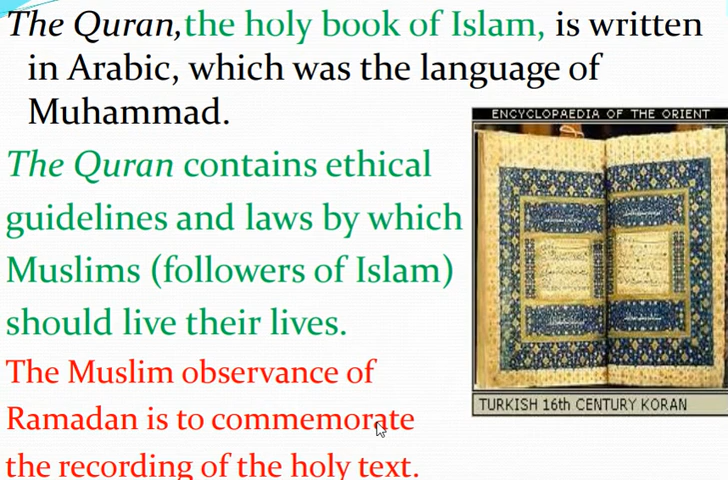 The Quran,the holy book of Islam, is written
in Arabic, which was the language of
Muhammad.
ENCYCLOPAEDIA OF THE ORIENT
The Quran contains ethical
guidelines and laws by which
Muslims (followers of Islam)
should live their lives.
TURKISH 16th CENTURY KORAN
The Muslim observance of
Ramadan is to commemorate
the recording of the holy text.